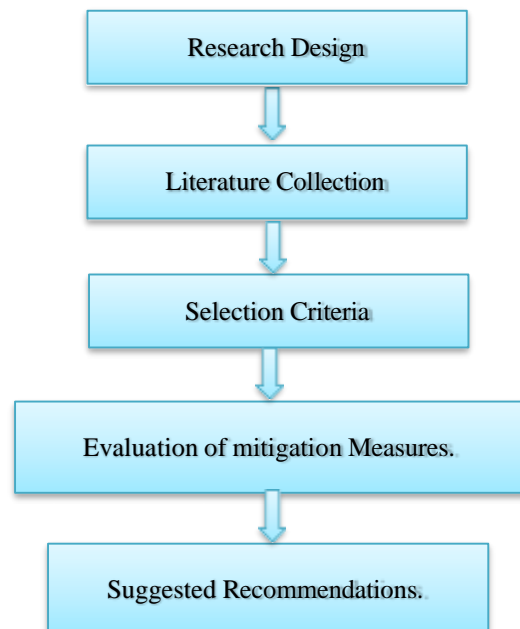 Research Design
Literature Collection
Selection Criteria
Evaluation of mitigation Measures.
Suggested Recommendations.